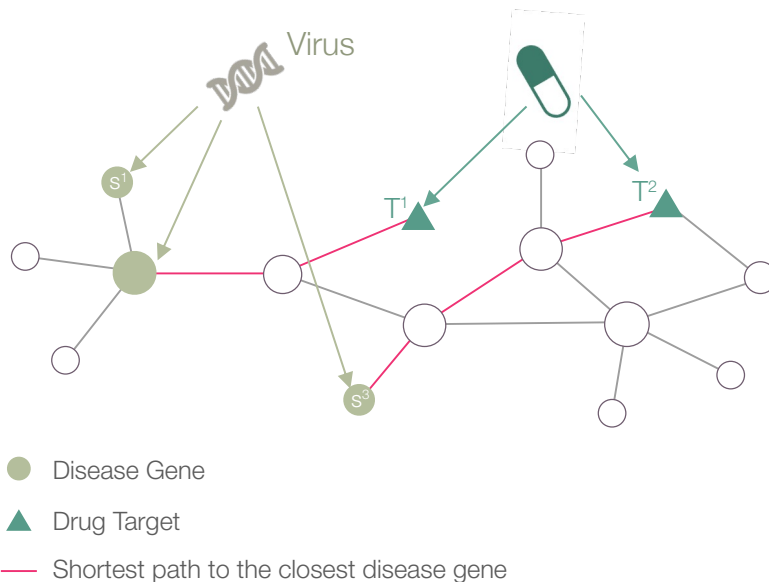 Virus
S¹
T¹
T²
S³
Disease Gene
Drug Target
Shortest path to the closest disease gene